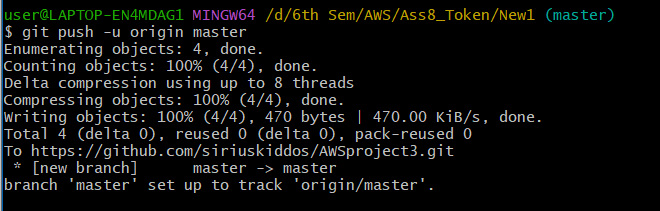 user@LAPTOP-EN4MDAG1 MINGW64 /d/6th Sem/AWS/Ass8_Token/New1 (master)
$ git push -u origin master
Enumerating objects: 4, done.
Counting objects: 100% (4/4), done.
Delta compression using up to 8 threads
Compressing objects: 100% (4/4), done.
Writing objects: 100% (4/4), 470 bytes | 470.00 KiB/s, done.
Total 4 (delta 0), reused 0 (delta 0), pack-reused 0
To https://github.com/siriuskiddos/AWSproject3.git
 * [new branch]      master -> master
branch 'master' set up to track 'origin/master'.